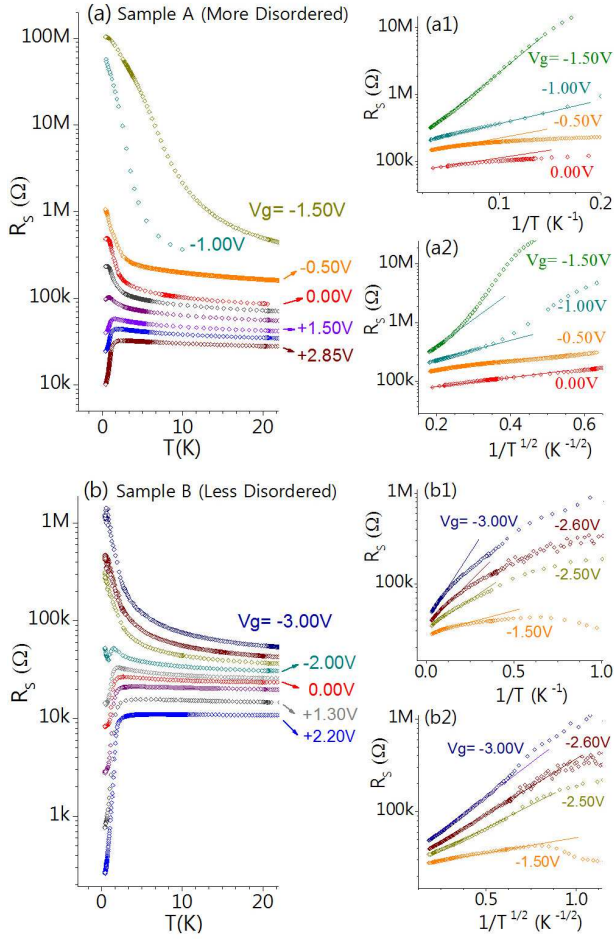 (a) Sample A (More Disordered)
100M
10M
1M
100k
10k
R_S (Ω)
Vg= -1.50V
-1.00V
-0.50V
0.00V
+1.50V
+2.85V
0 10 20
T(K)
(a1)
10M
1M
100k
R_S (Ω)
Vg= -1.50V
-1.00V
-0.50V
0.00V
0.1 0.2
1/T (K⁻¹)
(a2)
10M
1M
100k
R_S (Ω)
Vg= -1.50V
-1.00V
-0.50V
0.00V
0.2 0.3 0.4 0.5 0.6
1/T^1/2 (K^-1/2)
(b) Sample B (Less Disordered)
1M
100k
10k
1k
R_S (Ω)
Vg= -3.00V
-2.00V
0.00V
+1.30V
+2.20V
0 10 20
T(K)
(b1)
1M
100k
R_S (Ω)
Vg= -3.00V
-2.60V
-2.50V
-1.50V
0.0 0.5 1.0
1/T (K⁻¹)
(b2)
1M
100k
R_S (Ω)
Vg= -3.00V
-2.60V
-2.50V
-1.50V
0.5 1.0
1/T^1/2 (K^-1/2)